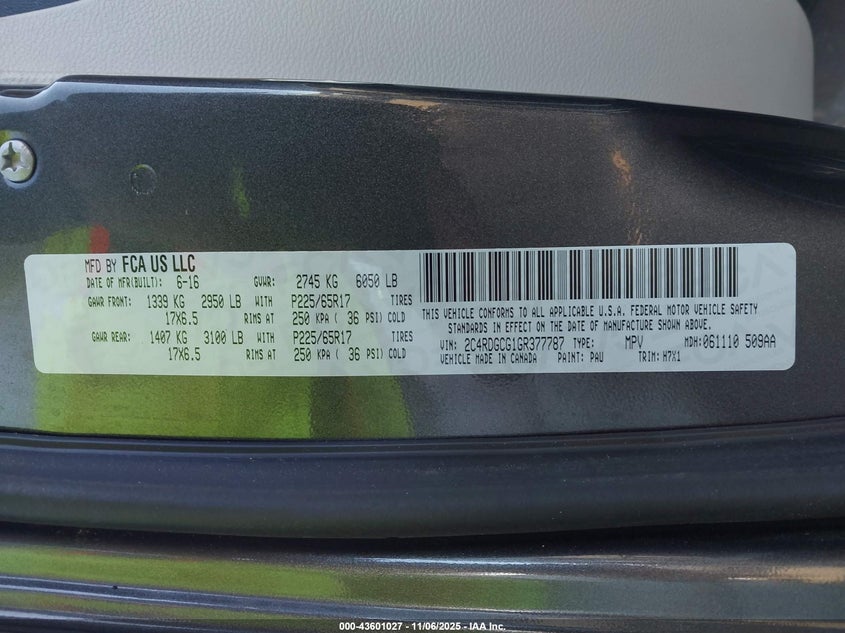 MFD BY FCA US LLC
DATE OF MFR(BUILT): 6-16 GVWR: 2745 KG 6050 LB
GAWR FRONT: 1339 KG 2950 LB WITH P225/65R17 TIRES
17X6.5 RIMS AT 250 KPA ( 36 PSI) COLD
GAWR REAR: 1407 KG 3100 LB WITH P225/65R17 TIRES
17X6.5 RIMS AT 250 KPA ( 36 PSI) COLD
THIS VEHICLE CONFORMS TO ALL APPLICABLE U.S.A. FEDERAL MOTOR VEHICLE SAFETY
STANDARDS IN EFFECT ON THE DATE OF MANUFACTURE SHOWN ABOVE.
VIN: 2C4RDGCG1GR377787 TYPE: MPV MDH: 061110 509AA
VEHICLE MADE IN CANADA PAINT: PAU TRIM: H7X1
000-43601027 - 11/06/2025 - IAA Inc.